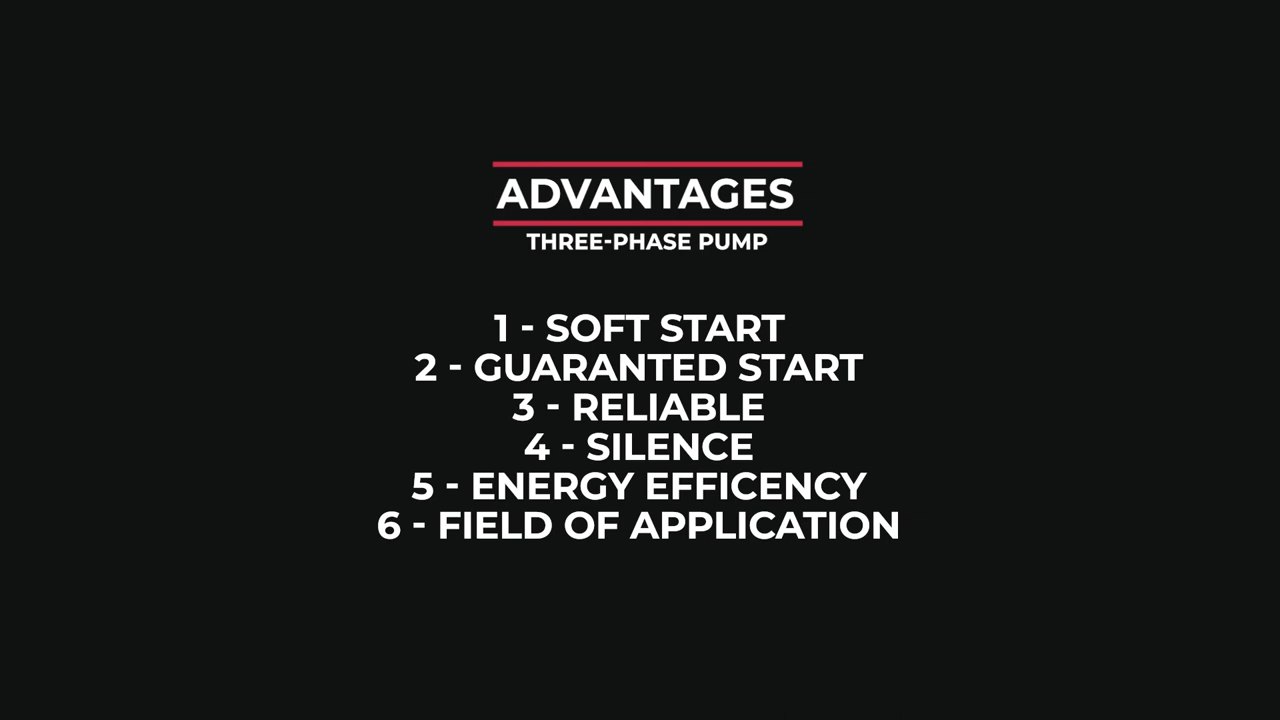 ADVANTAGES
THREE-PHASE PUMP
1 - SOFT START
2 - GUARANTED START
3 - RELIABLE
4 - SILENCE
5 - ENERGY EFFICENCY
6 - FIELD OF APPLICATION